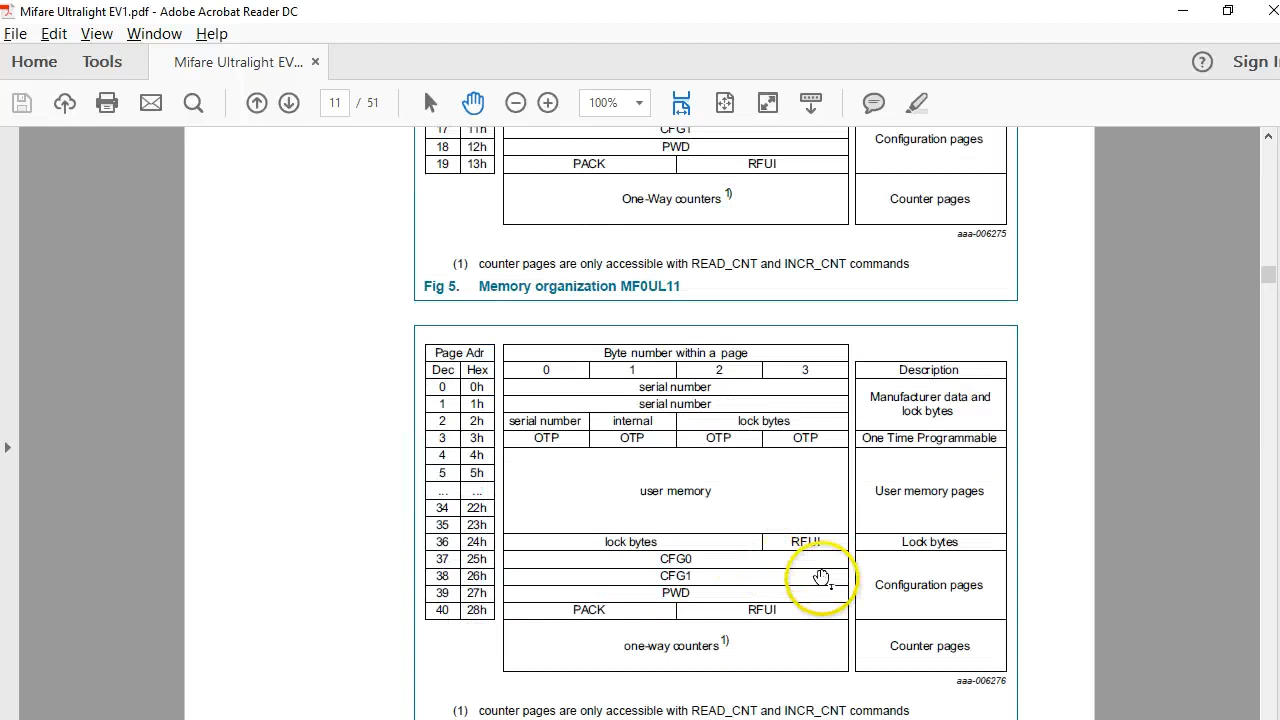 Mifare Ultralight EV1.pdf - Adobe Acrobat Reader DC
File Edit View Window Help
Home Tools Mifare Ultralight EV... × ? Sign In
11 / 51 100%
17 11h CFG1 Configuration pages
18 12h PWD
19 13h PACK RFUI
One-Way counters 1) Counter pages
aaa-006275
(1) counter pages are only accessible with READ_CNT and INCR_CNT commands
Fig 5. Memory organization MF0UL11
Page Adr Byte number within a page
Dec Hex 0 1 2 3 Description
0 0h serial number Manufacturer data and lock bytes
1 1h serial number
2 2h serial number internal lock bytes
3 3h OTP OTP OTP OTP One Time Programmable
4 4h
5 5h
... ... user memory User memory pages
34 22h
35 23h
36 24h lock bytes RFUI Lock bytes
37 25h CFG0
38 26h CFG1 Configuration pages
39 27h PWD
40 28h PACK RFUI
one-way counters 1) Counter pages
aaa-006276
(1) counter pages are only accessible with READ_CNT and INCR_CNT commands